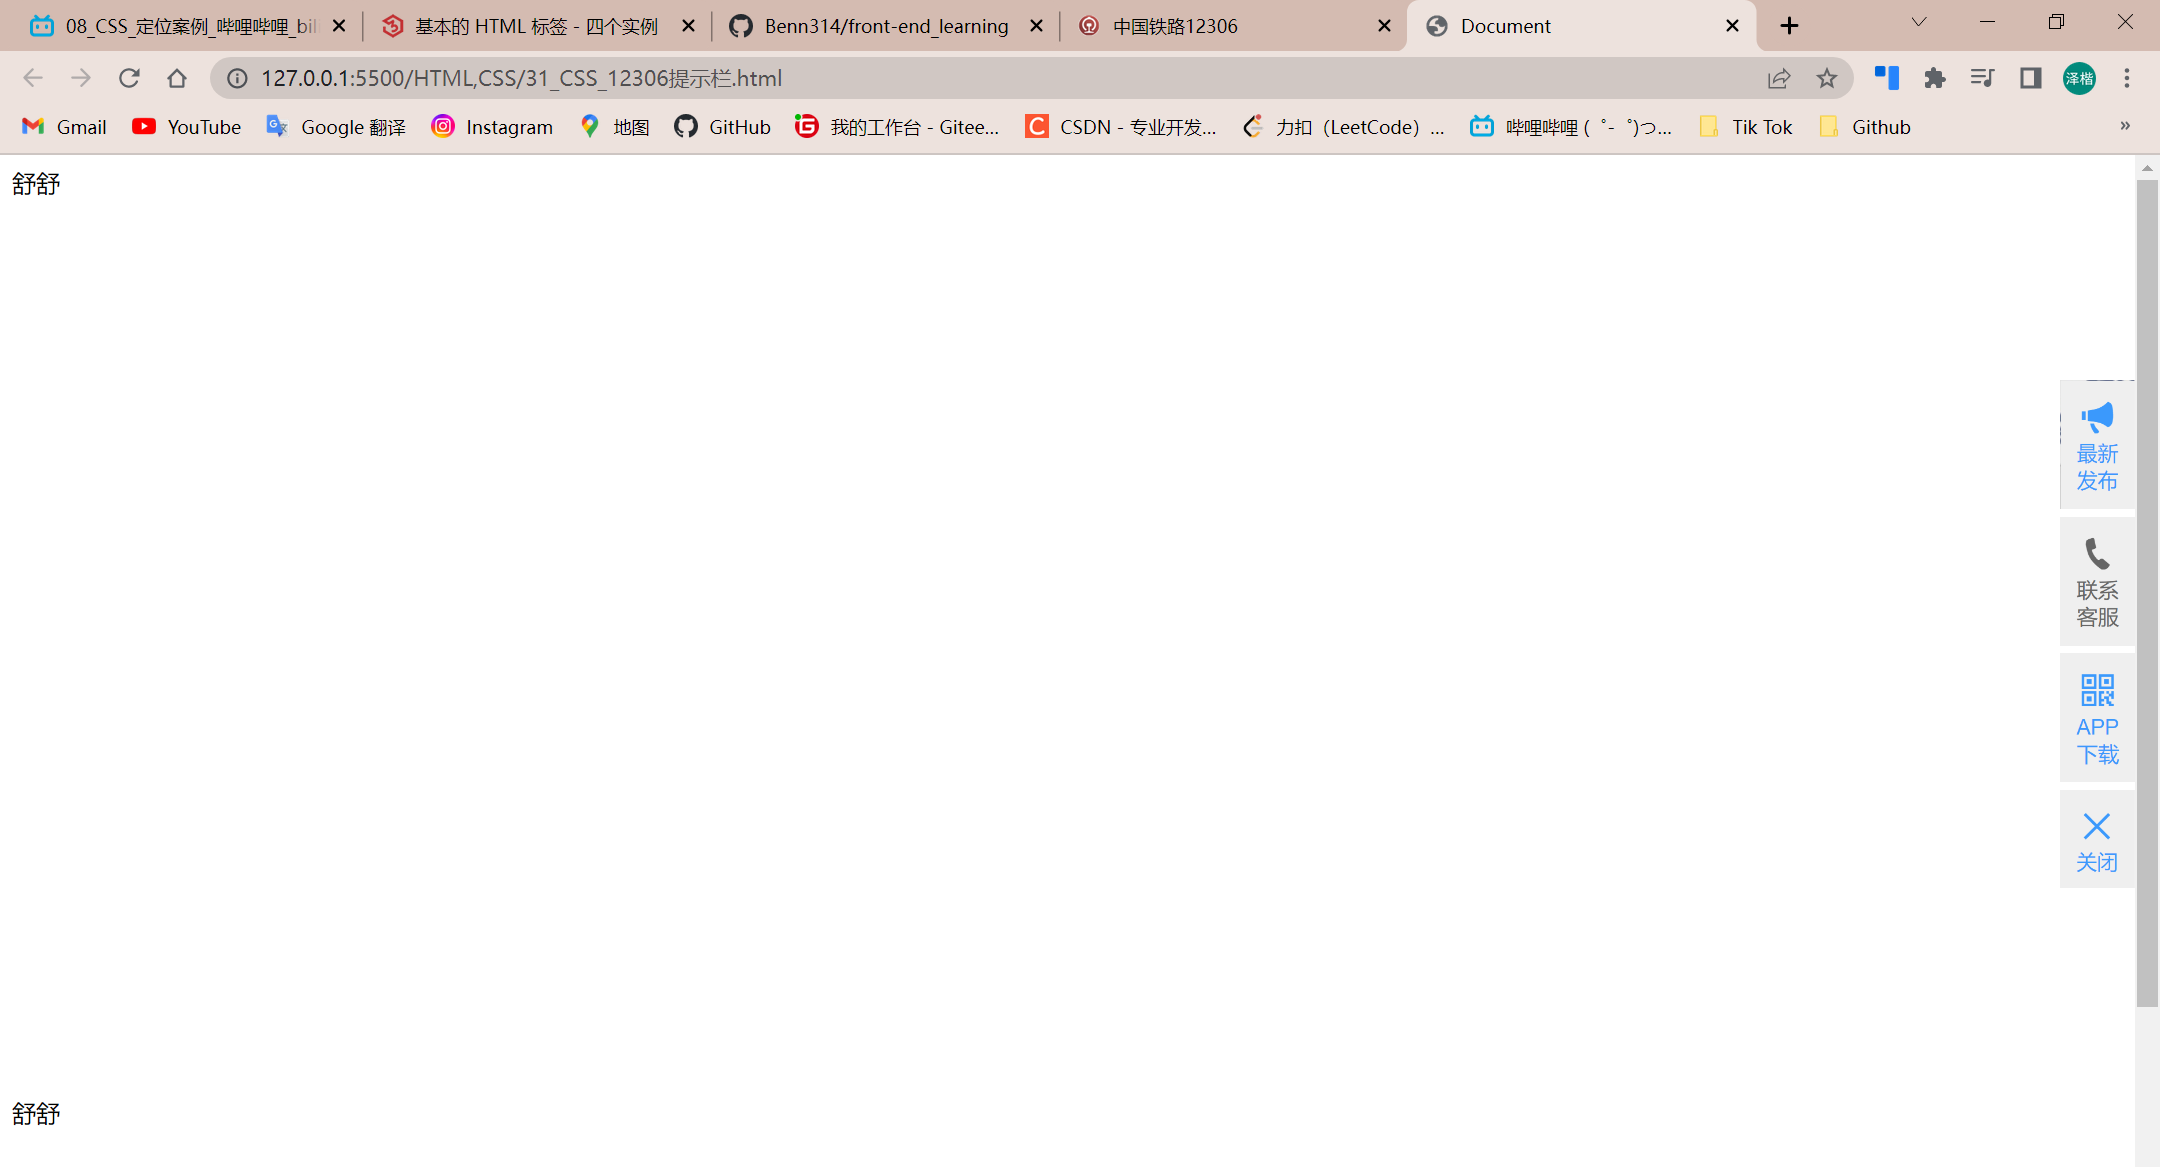 08_CSS_定位案例_哔哩哔哩_bil
基本的 HTML 标签 - 四个实例
Benn314/front-end_learning
中国铁路12306
Document
127.0.0.1:5500/HTML,CSS/31_CSS_12306提示栏.html
泽楷
Gmail
YouTube
Google 翻译
Instagram
地图
GitHub
我的工作台 - Gitee...
CSDN - 专业开发...
力扣（LeetCode）...
哔哩哔哩 (゜-゜)つ...
Tik Tok
Github
»
舒舒
最新
发布
联系
客服
APP
下载
关闭
舒舒